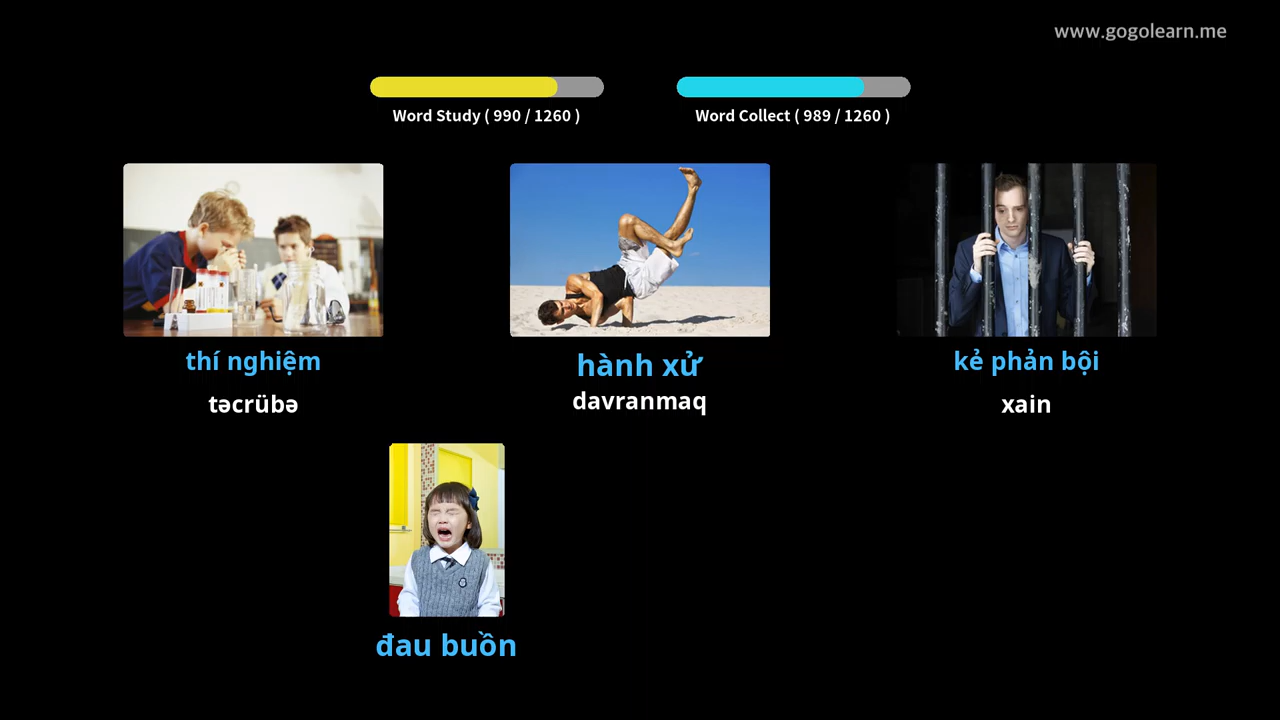 www.gogolearn.me
Word Study ( 990 / 1260 )
Word Collect ( 989 / 1260 )
thí nghiệm
təcrübə
hành xử
davranmaq
kẻ phản bội
xain
đau buồn